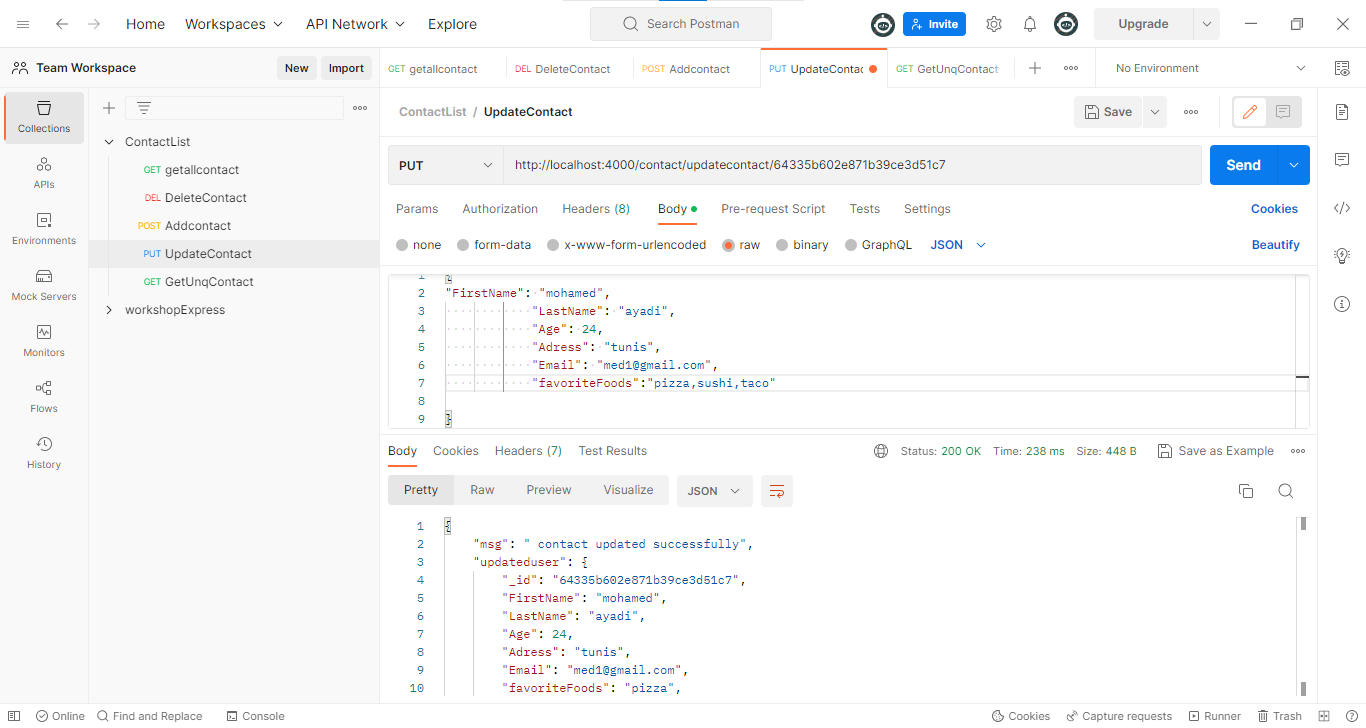 Home Workspaces API Network Explore Search Postman Invite Upgrade
Team Workspace New Import
GET getallcontact DEL DeleteContact POST Addcontact PUT UpdateContac GET GetUnqContact No Environment
Collections
APIs
Environments
Mock Servers
Monitors
Flows
History
ContactList
GET getallcontact
DEL DeleteContact
POST Addcontact
PUT UpdateContact
GET GetUnqContact
workshopExpress
ContactList / UpdateContact Save
PUT http://localhost:4000/contact/updatecontact/64335b602e871b39ce3d51c7 Send
Params Authorization Headers (8) Body Pre-request Script Tests Settings Cookies
none form-data x-www-form-urlencoded raw binary GraphQL JSON Beautify
1 {
2 "FirstName": "mohamed",
3 "LastName": "ayadi",
4 "Age": 24,
5 "Adress": "tunis",
6 "Email": "med1@gmail.com",
7 "favoriteFoods":"pizza,sushi,taco"
8
9 }
Body Cookies Headers (7) Test Results Status: 200 OK Time: 238 ms Size: 448 B Save as Example
Pretty Raw Preview Visualize JSON
1 {
2 "msg": " contact updated successfully",
3 "updateduser": {
4 "_id": "64335b602e871b39ce3d51c7",
5 "FirstName": "mohamed",
6 "LastName": "ayadi",
7 "Age": 24,
8 "Adress": "tunis",
9 "Email": "med1@gmail.com",
10 "favoriteFoods": "pizza",
Online Find and Replace Console Cookies Capture requests Runner Trash